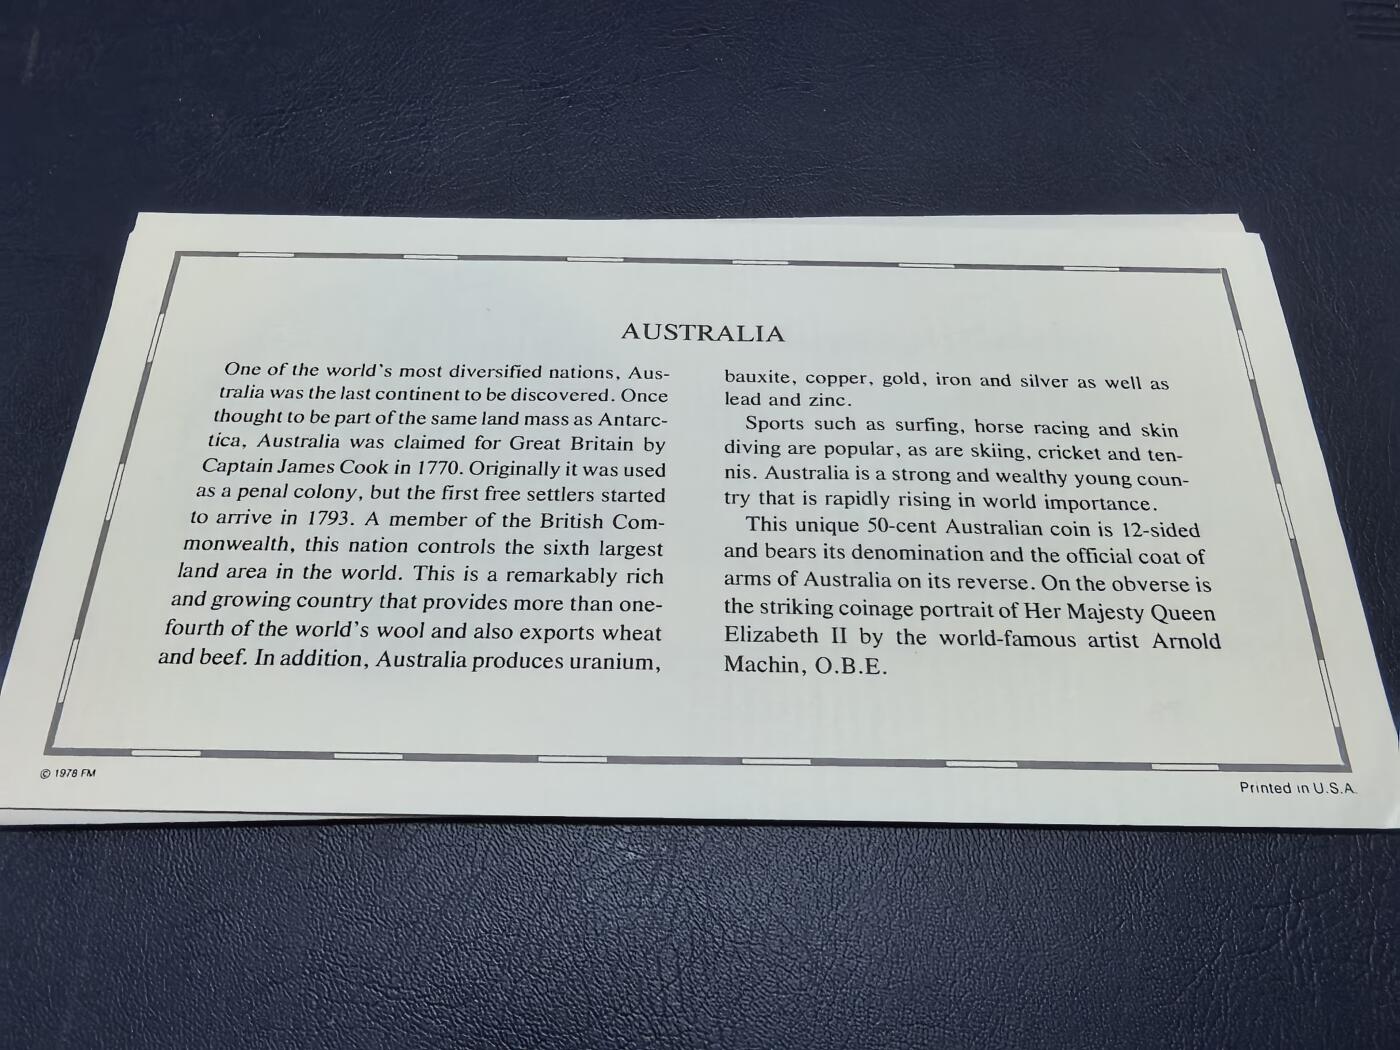 AUSTRALIA
One of the world's most diversified nations, Aus-
tralia was the last continent to be discovered. Once
thought to be part of the same land mass as Antarc-
tica, Australia was claimed for Great Britain by
Captain James Cook in 1770. Originally it was used
as a penal colony, but the first free settlers started
to arrive in 1793. A member of the British Com-
monwealth, this nation controls the sixth largest
land area in the world. This is a remarkably rich
and growing country that provides more than one-
fourth of the world's wool and also exports wheat
and beef. In addition, Australia produces uranium,
bauxite, copper, gold, iron and silver as well as
lead and zinc.
Sports such as surfing, horse racing and skin
diving are popular, as are skiing, cricket and ten-
nis. Australia is a strong and wealthy young coun-
try that is rapidly rising in world importance.
This unique 50-cent Australian coin is 12-sided
and bears its denomination and the official coat of
arms of Australia on its reverse. On the obverse is
the striking coinage portrait of Her Majesty Queen
Elizabeth II by the world-famous artist Arnold
Machin, O.B.E.
© 1978 FM
Printed in U.S.A.